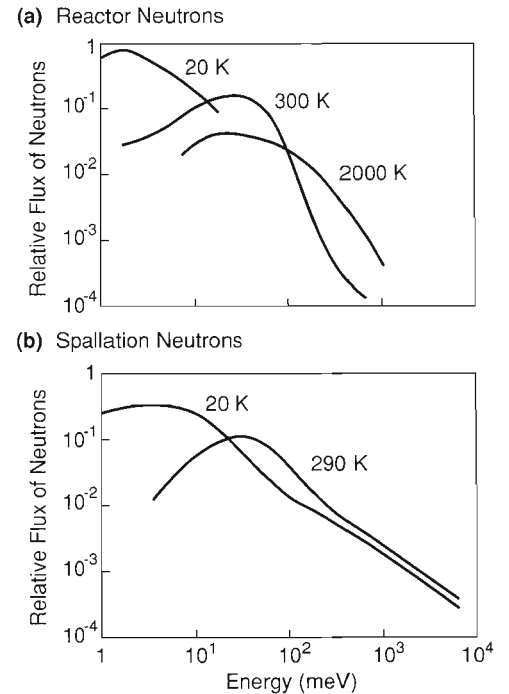 (a) Reactor Neutrons
Relative Flux of Neutrons
1
10⁻¹
10⁻²
10⁻³
10⁻⁴
20 K
300 K
2000 K
(b) Spallation Neutrons
Relative Flux of Neutrons
1
10⁻¹
10⁻²
10⁻³
10⁻⁴
20 K
290 K
1 10¹ 10² 10³ 10⁴
Energy (meV)